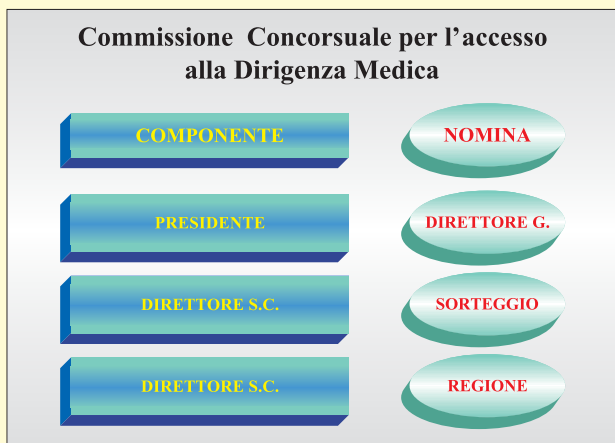 Commissione Concorsuale per l’accesso
alla Dirigenza Medica
COMPONENTE NOMINA
PRESIDENTE DIRETTORE G.
DIRETTORE S.C. SORTEGGIO
DIRETTORE S.C. REGIONE